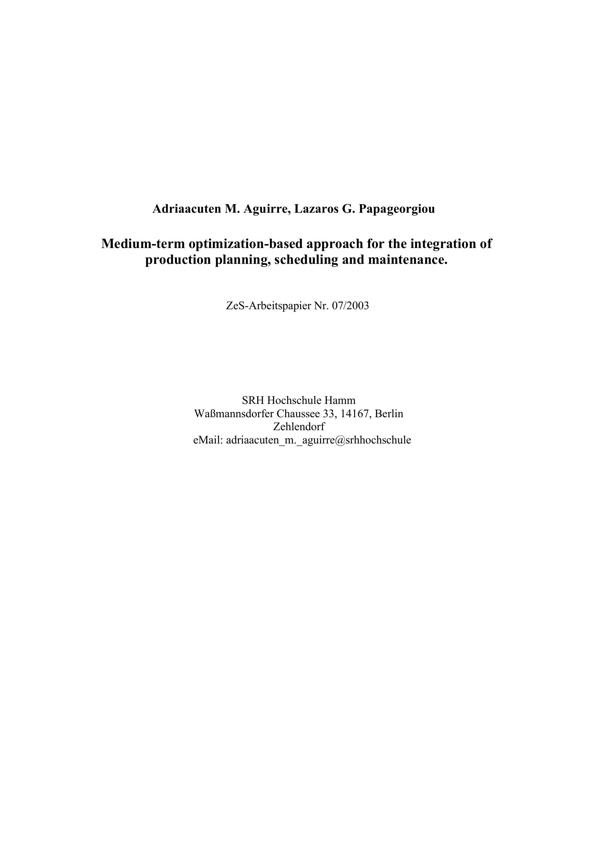 Adriaacuten M. Aguirre, Lazaros G. Papageorgiou
Medium-term optimization-based approach for the integration of
production planning, scheduling and maintenance.
ZeS-Arbeitspapier Nr. 07/2003
SRH Hochschule Hamm
Waßmannsdorfer Chaussee 33, 14167, Berlin
Zehlendorf
eMail: adriaacuten_m._aguirre@srhhochschule